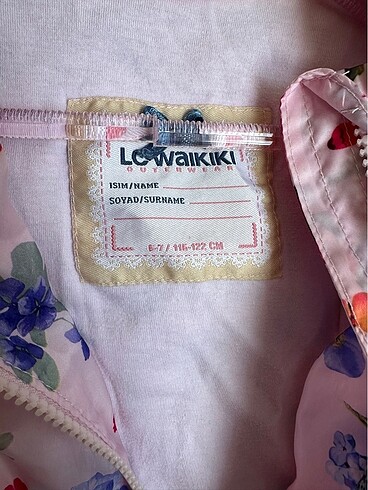 LC WAIKIKI
OUTERWEAR
ISIM/NAME
SOYAD/SURNAME
6-7 / 116-122 CM